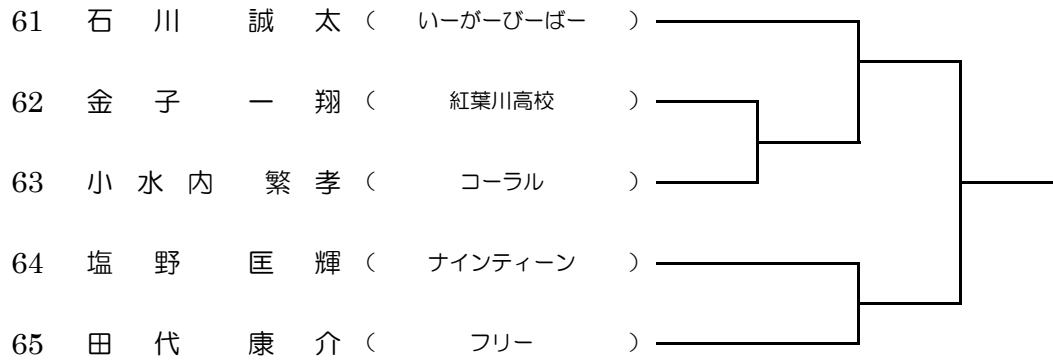 61 石川 誠太 ( いーがーびーばー )
62 金子 一翔 ( 紅葉川高校 )
63 小水内 繁孝 ( コーラル )
64 塩野 匡輝 ( ナインティーン )
65 田代 康介 ( フリー )